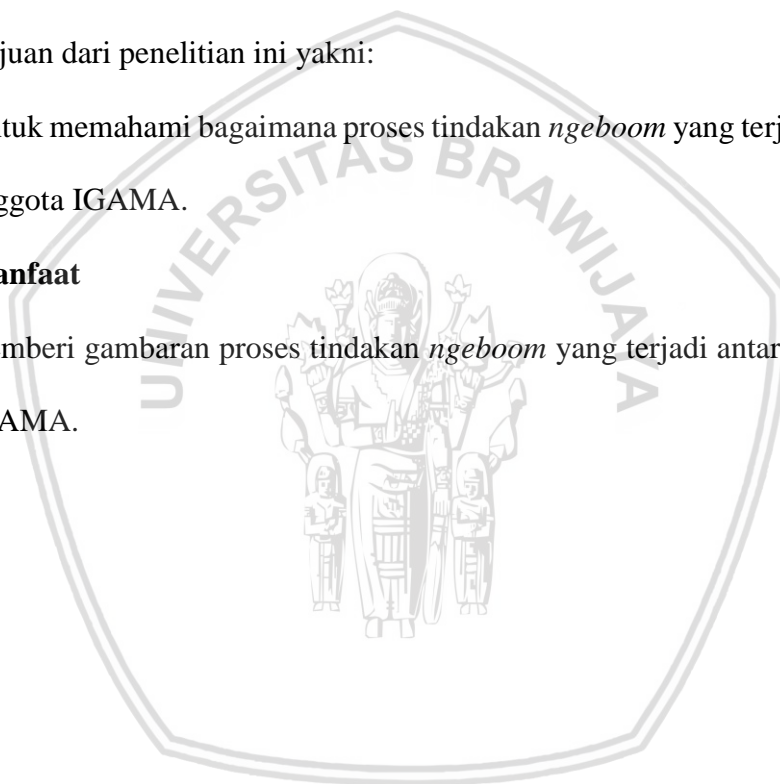 juan dari penelitian ini yakni:
tuk memahami bagaimana proses tindakan ngeboom yang terj
ggota IGAMA.
anfaat
mberi gambaran proses tindakan ngeboom yang terjadi antar
AMA.
UNIVERSITAS BRAWIJAYA